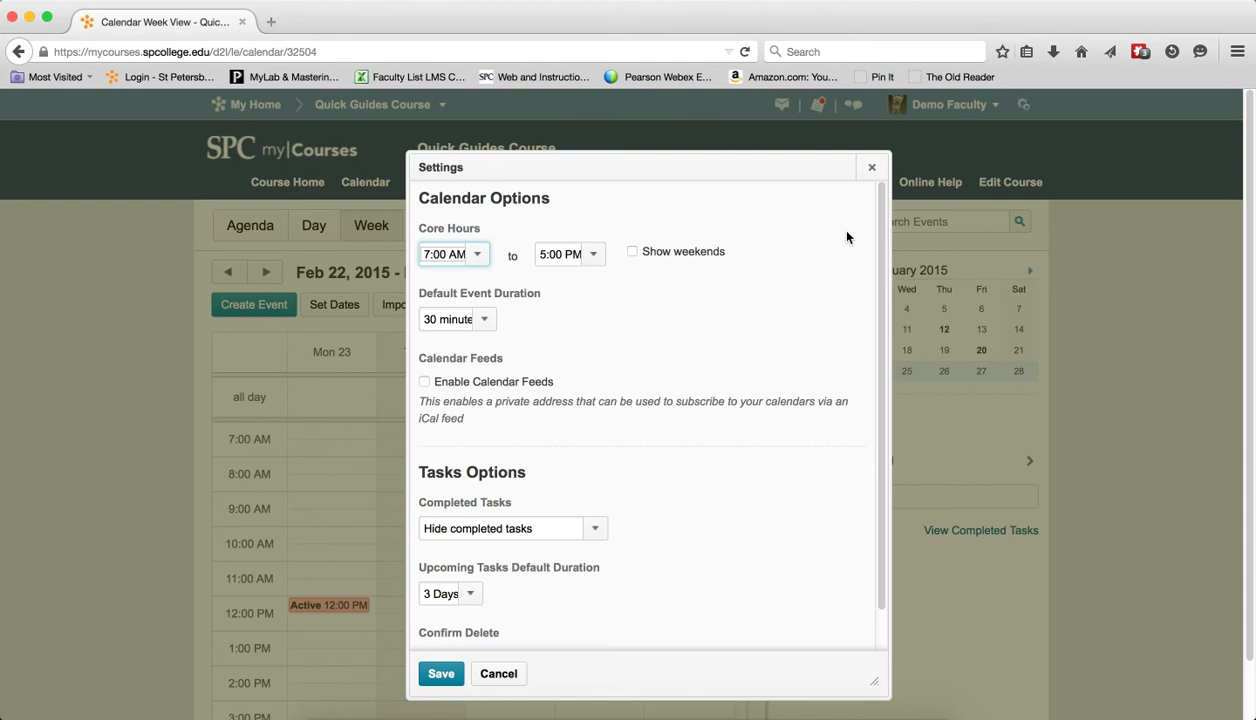 Calendar Week View - Quic...
https://mycourses.spcollege.edu/d2l/le/calendar/32504
Search
3
Most Visited
Login - St Petersb...
MyLab & Mastering...
Faculty List LMS C...
SPC Web and Instructio...
Pearson Webex E...
Amazon.com: You...
Pin It
The Old Reader
My Home
Quick Guides Course
Demo Faculty
SPC my|Courses
Quick Guides Course
Course Home
Calendar
Online Help
Edit Course
Agenda
Day
Week
rch Events
Feb 22, 2015 -
Create Event
Set Dates
Impo
Mon 23
all day
7:00 AM
8:00 AM
9:00 AM
10:00 AM
11:00 AM
12:00 PM
Active 12:00 PM
1:00 PM
2:00 PM
3:00 PM
Settings
Calendar Options
Core Hours
7:00 AM
to
5:00 PM
Show weekends
Default Event Duration
30 minute
Calendar Feeds
Enable Calendar Feeds
This enables a private address that can be used to subscribe to your calendars via an
iCal feed
Tasks Options
Completed Tasks
Hide completed tasks
Upcoming Tasks Default Duration
3 Days
Confirm Delete
Save
Cancel
uary 2015
Wed Thu Fri Sat
4 5 6 7
11 12 13 14
18 19 20 21
25 26 27 28
View Completed Tasks